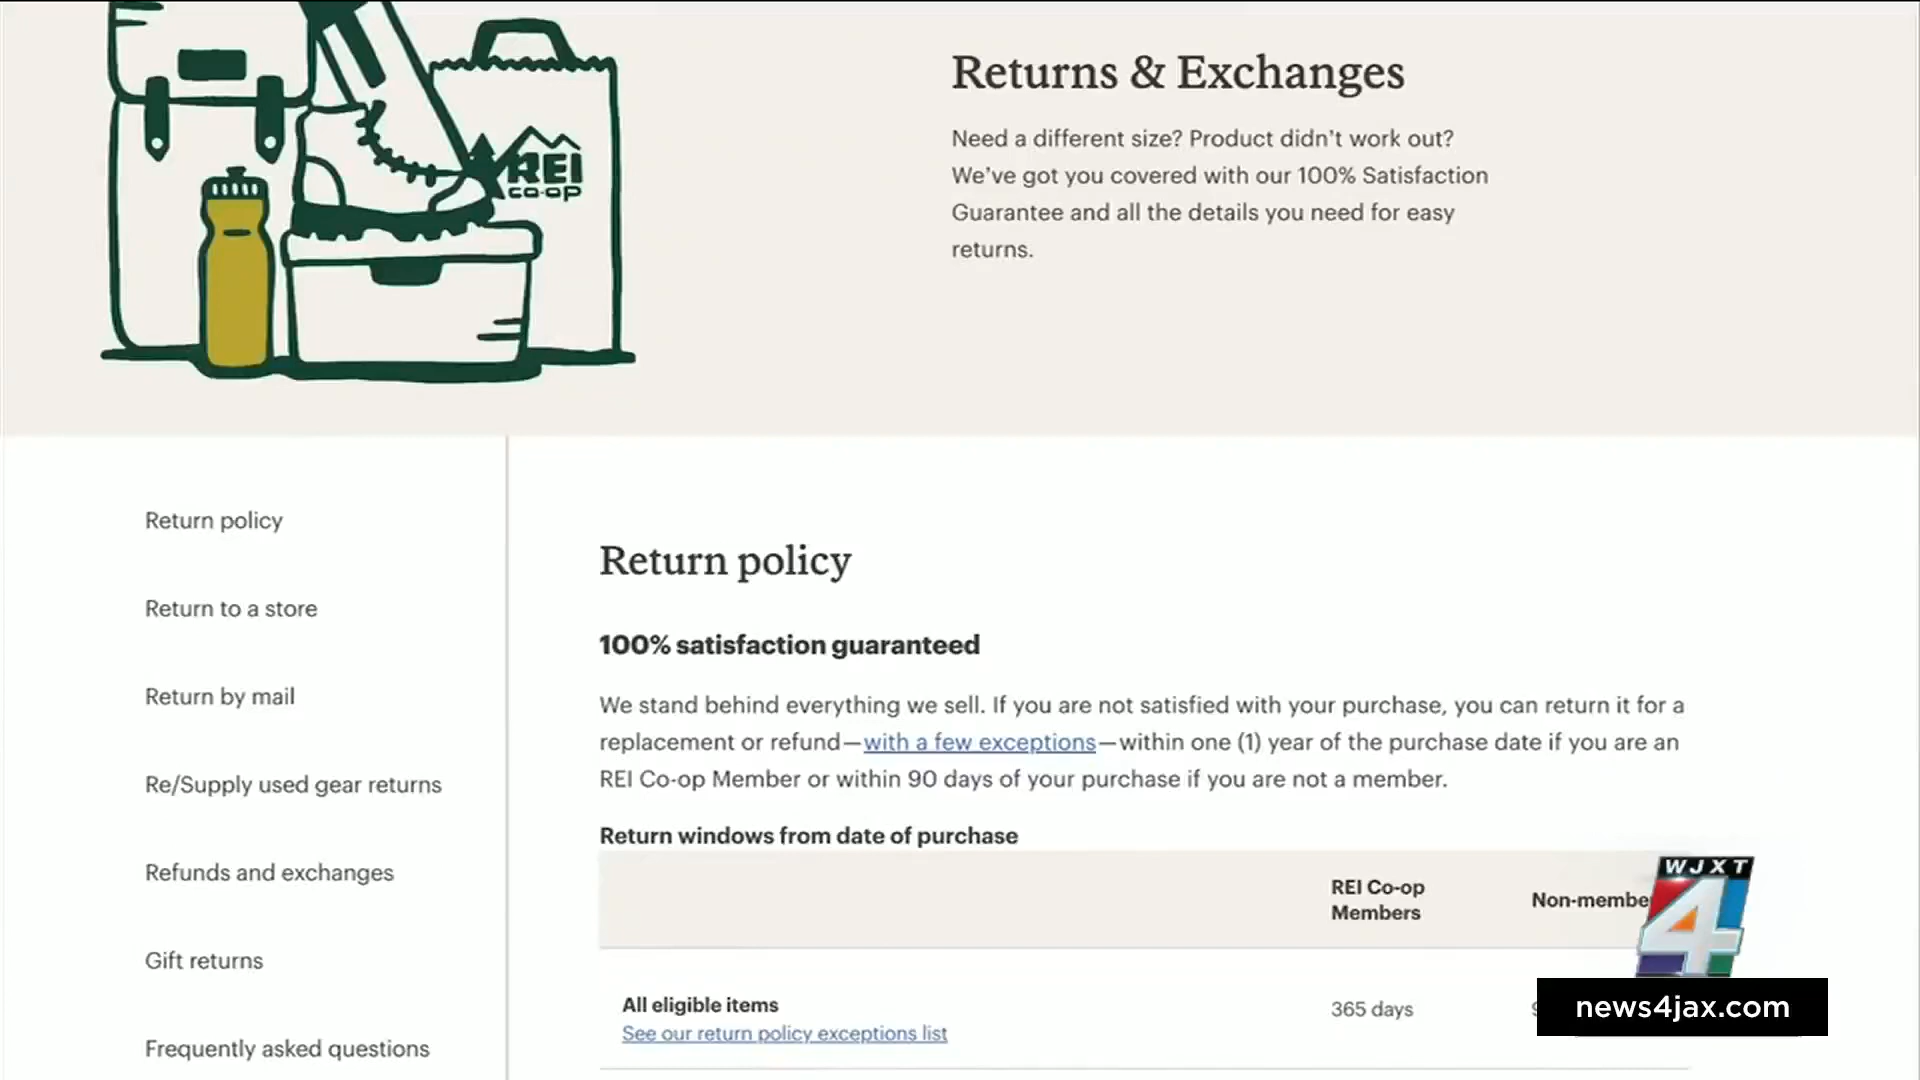 REI
co-op
Returns & Exchanges
Need a different size? Product didn't work out?
We've got you covered with our 100% Satisfaction
Guarantee and all the details you need for easy
returns.
Return policy
Return to a store
Return by mail
Re/Supply used gear returns
Refunds and exchanges
Gift returns
Frequently asked questions
Return policy
100% satisfaction guaranteed
We stand behind everything we sell. If you are not satisfied with your purchase, you can return it for a
replacement or refund—with a few exceptions—within one (1) year of the purchase date if you are an
REI Co-op Member or within 90 days of your purchase if you are not a member.
Return windows from date of purchase
REI Co-op
Members
All eligible items
365 days
See our return policy exceptions list
WJXT
4
news4jax.com